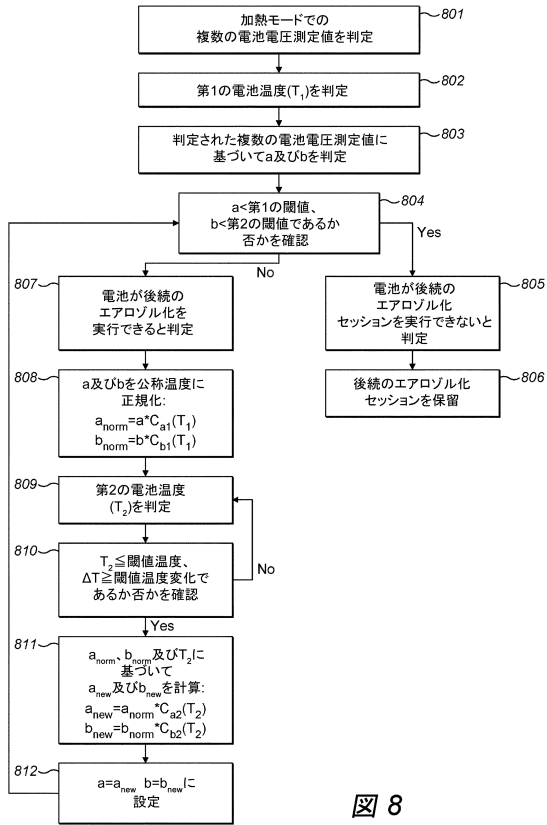 801
加熱モードでの
複数の電池電圧測定値を判定
802
第1の電池温度(T1)を判定
803
判定された複数の電池電圧測定値に
基づいてa及びbを判定
804
a<第1の閾値、
b<第2の閾値であるか
否かを確認
Yes
No
805
電池が後続の
エアロゾル化
セッションを実行できないと
判定
806
後続のエアロゾル化
セッションを保留
807
電池が後続の
エアロゾル化を
実行できると判定
808
a及びbを公称温度に
正規化:
anorm=a*Ca1(T1)
bnorm=b*Cb1(T1)
809
第2の電池温度
(T2)を判定
810
T2≦閾値温度、
ΔT≧閾値温度変化で
あるか否かを確認
No
Yes
811
anorm、bnorm及びT2に
基づいて
anew及びbnewを計算:
anew=anorm*Ca2(T2)
bnew=bnorm*Cb2(T2)
812
a=anew b=bnewに
設定
図 8